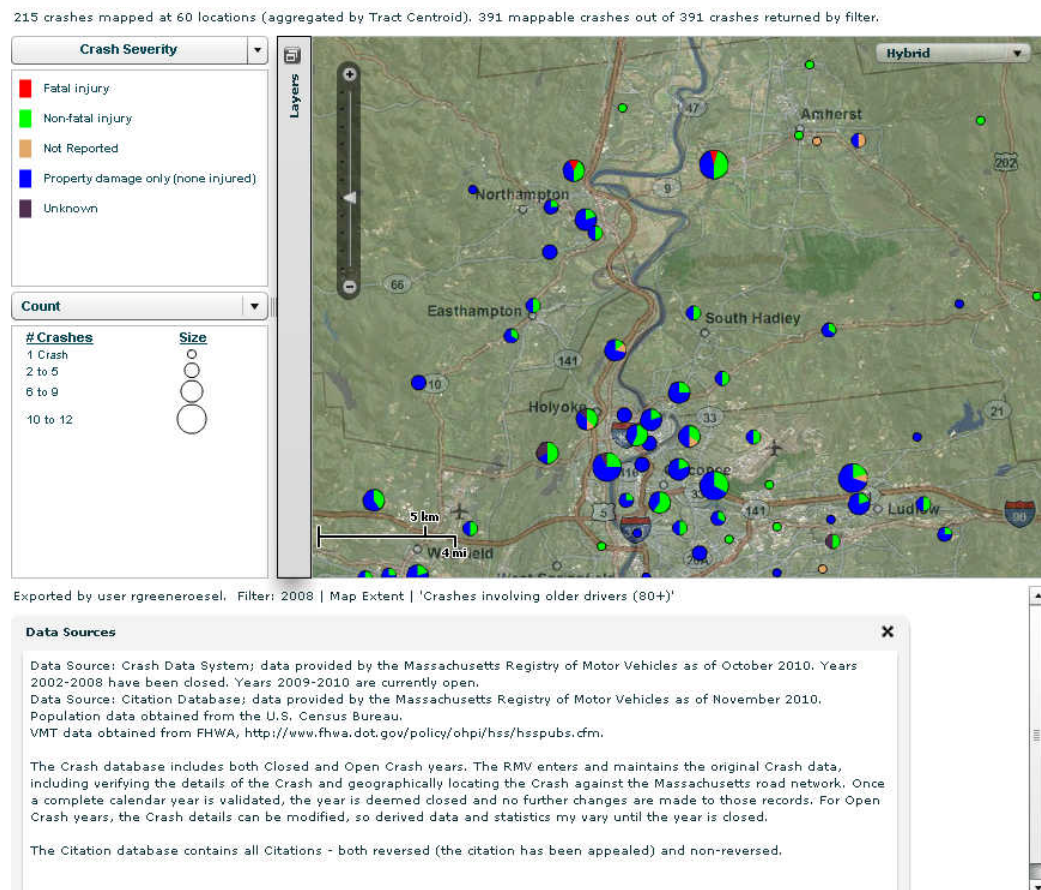 215 crashes mapped at 60 locations (aggregated by Tract Centroid). 391 mappable crashes out of 391 crashes returned by filter.
Crash Severity
Fatal injury
Non-fatal injury
Not Reported
Property damage only (none injured)
Unknown
Count
# Crashes Size
1 Crash
2 to 5
6 to 9
10 to 12
Layers
Hybrid
47
Amherst
202
9
Northampton
66
Easthampton
South Hadley
141
10
Holyoke
33
21
116
33
5
141
Ludlow
90
5 km
4 mi
20A
Exported by user rgreeneroesel. Filter: 2008 | Map Extent | 'Crashes involving older drivers (80+)'
Data Sources
Data Source: Crash Data System; data provided by the Massachusetts Registry of Motor Vehicles as of October 2010. Years
2002-2008 have been closed. Years 2009-2010 are currently open.
Data Source: Citation Database; data provided by the Massachusetts Registry of Motor Vehicles as of November 2010.
Population data obtained from the U.S. Census Bureau.
VMT data obtained from FHWA, http://www.fhwa.dot.gov/policy/ohpi/hss/hsspubs.cfm.
The Crash database includes both Closed and Open Crash years. The RMV enters and maintains the original Crash data,
including verifying the details of the Crash and geographically locating the Crash against the Massachusetts road network. Once
a complete calendar year is validated, the year is deemed closed and no further changes are made to those records. For Open
Crash years, the Crash details can be modified, so derived data and statistics my vary until the year is closed.
The Citation database contains all Citations - both reversed (the citation has been appealed) and non-reversed.